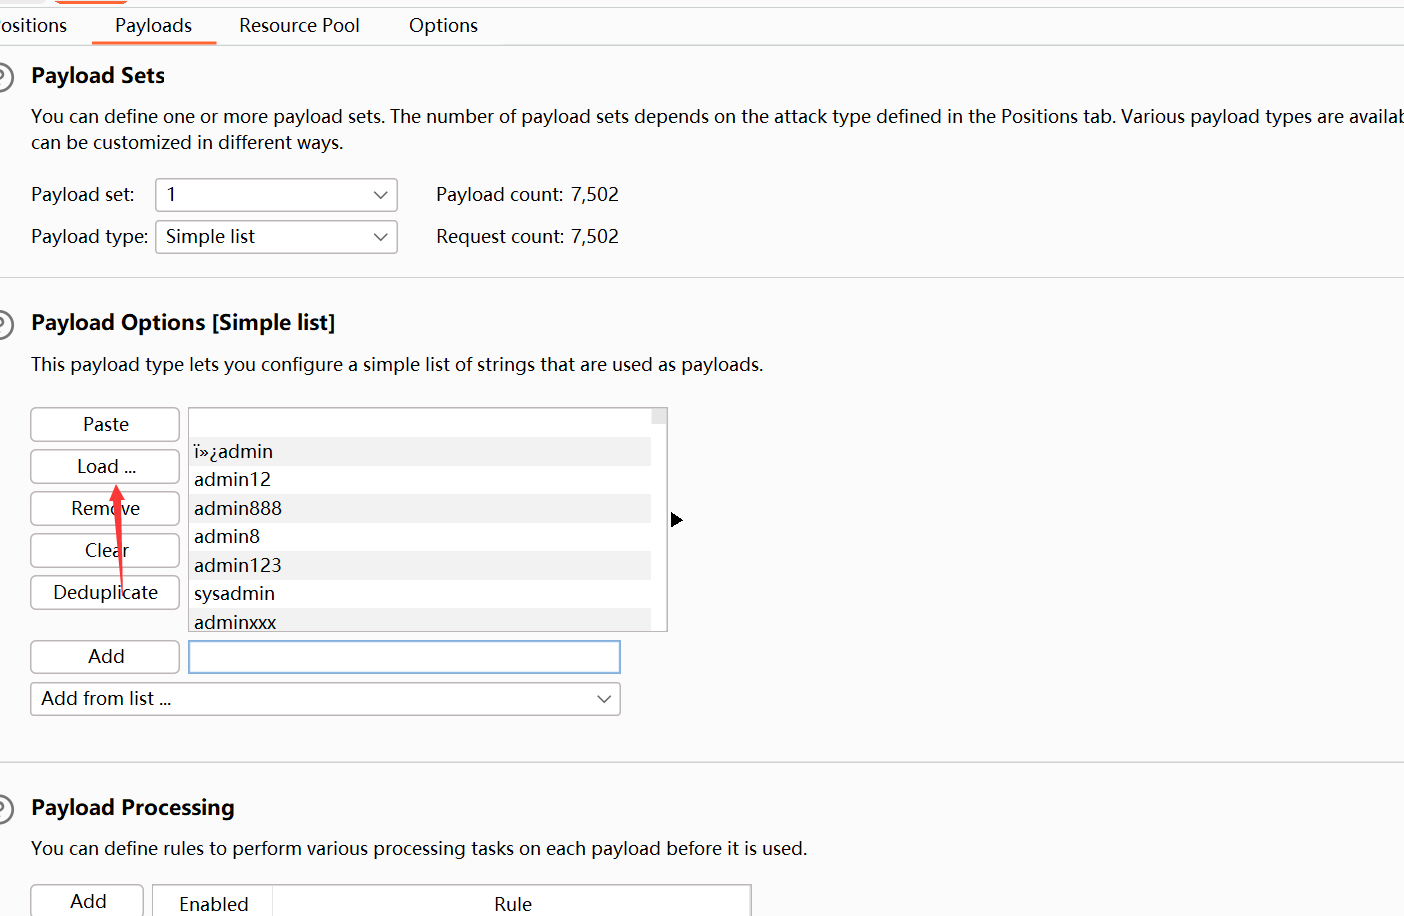 ositions Payloads Resource Pool Options
Payload Sets
You can define one or more payload sets. The number of payload sets depends on the attack type defined in the Positions tab. Various payload types are availab
can be customized in different ways.
Payload set: 1 Payload count: 7,502
Payload type: Simple list Request count: 7,502
Payload Options [Simple list]
This payload type lets you configure a simple list of strings that are used as payloads.
Paste
Load ...
Remove
Clear
Deduplicate
ï»¿admin
admin12
admin888
admin8
admin123
sysadmin
adminxxx
Add
Add from list ...
Payload Processing
You can define rules to perform various processing tasks on each payload before it is used.
Add Enabled Rule